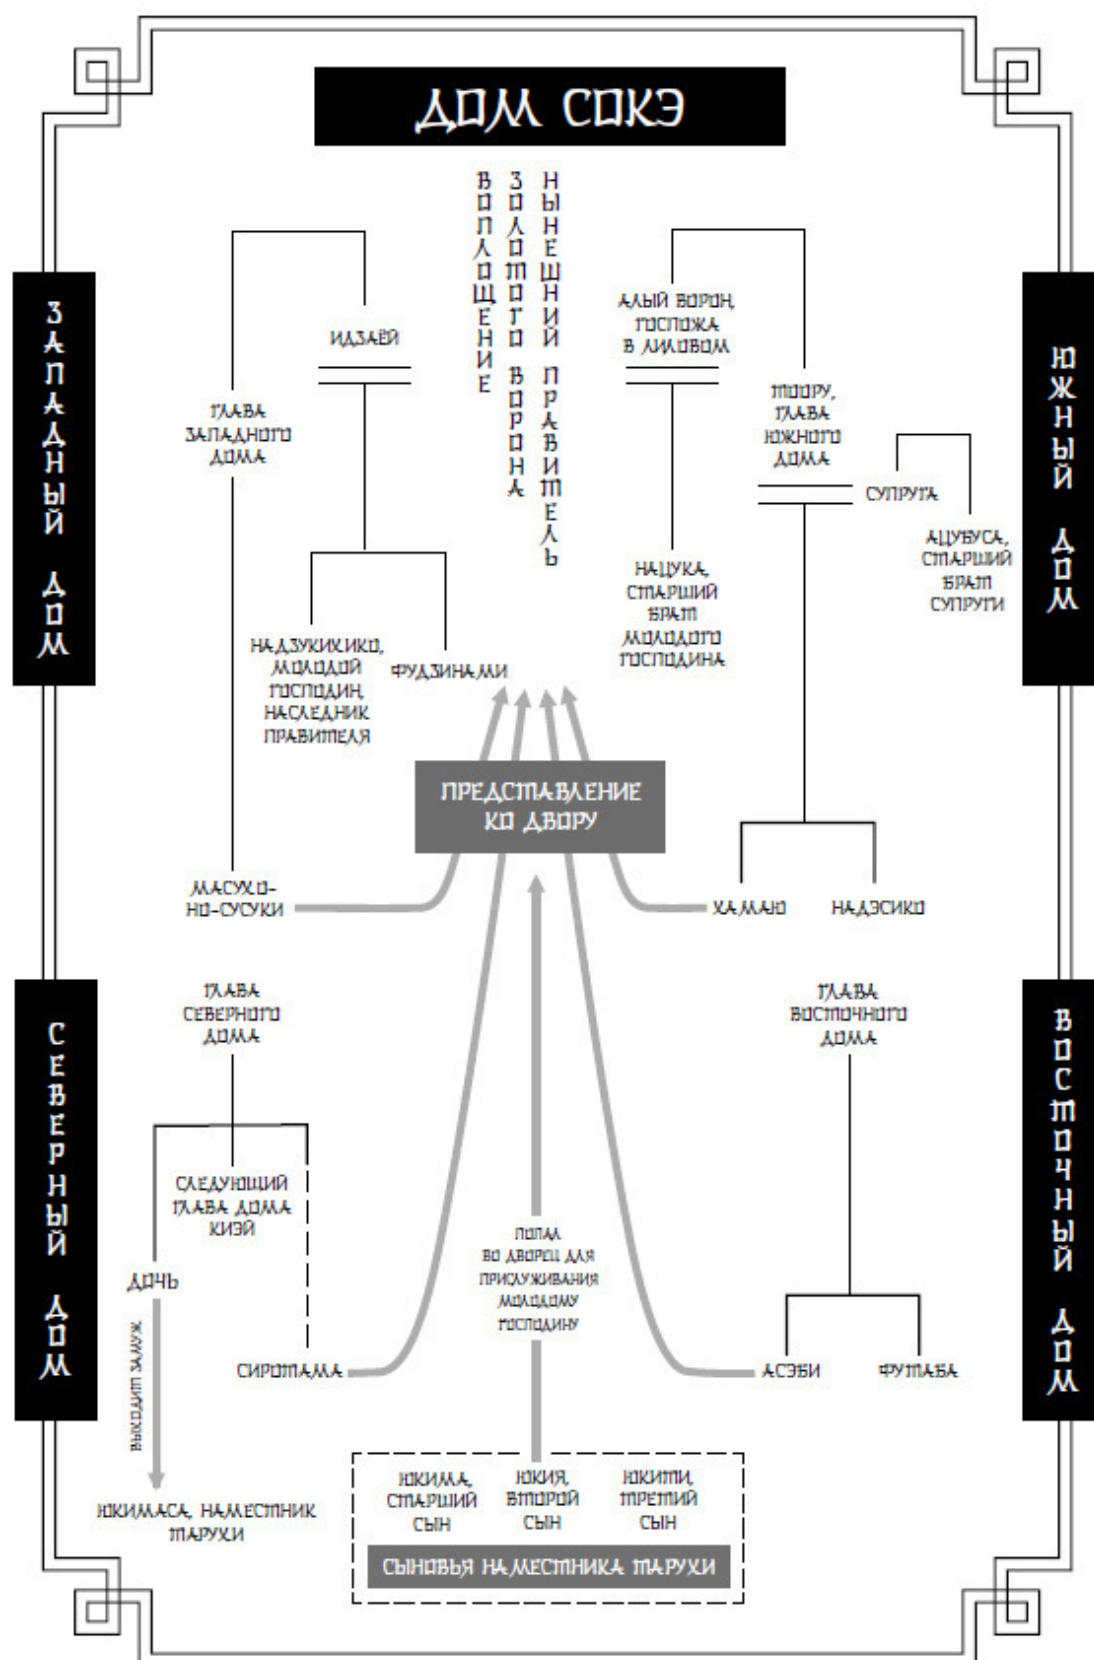 ДОМ СОКЭ
НЫНЕШНИЙ ПРАВИТЕЛЬ
ЗОЛОТОГО ВОРОНА
ВОПЛОЩЕНИЕ
ЗАПАДНЫЙ ДОМ
ИДЗАЁЙ
ГЛАВА
ЗАПАДНОГО
ДОМА
НАДЗУКИХИКО,
МОЛОДОЙ
ГОСПОДИН,
НАСЛЕДНИК
ПРАВИТЕЛЯ
ФУДЗИНАМИ
МАСУХО-
НО-СУСУКИ
ЮЖНЫЙ ДОМ
АЛЫЙ ВОРОН,
ГОСПОЖА
В ЛИЛОВОМ
ТООРУ,
ГЛАВА
ЮЖНОГО
ДОМА
СУПРУГА
АЦУБУСА,
СТАРШИЙ
БРАТ
СУПРУГИ
НАЦУКА,
СТАРШИЙ
БРАТ
МОЛОДОГО
ГОСПОДИНА
ПРЕДСТАВЛЕНИЕ
КО ДВОРУ
ХАМАЮ
НАДЭСИКО
СЕВЕРНЫЙ ДОМ
ГЛАВА
СЕВЕРНОГО
ДОМА
СЛЕДУЮЩИЙ
ГЛАВА ДОМА
КИЭЙ
ДОЧЬ
ВЫХОДИТ ЗАМУЖ
СИРОТАМА
ЮКИМАСА, НАМЕСТНИК
ТАРУХИ
ВОСТОЧНЫЙ ДОМ
ГЛАВА
ВОСТОЧНОГО
ДОМА
АСЭБИ
ФУТАБА
ПОПАЛ
ВО ДВОРЕЦ ДЛЯ
ПРИСЛУЖИВАНИЯ
МОЛОДОМУ
ГОСПОДИНУ
ЮКИМА,
СТАРШИЙ
СЫН
ЮКИЯ,
ВТОРОЙ
СЫН
ЮКИТИ,
ТРЕТИЙ
СЫН
СЫНОВЬЯ НАМЕСТНИКА ТАРУХИ